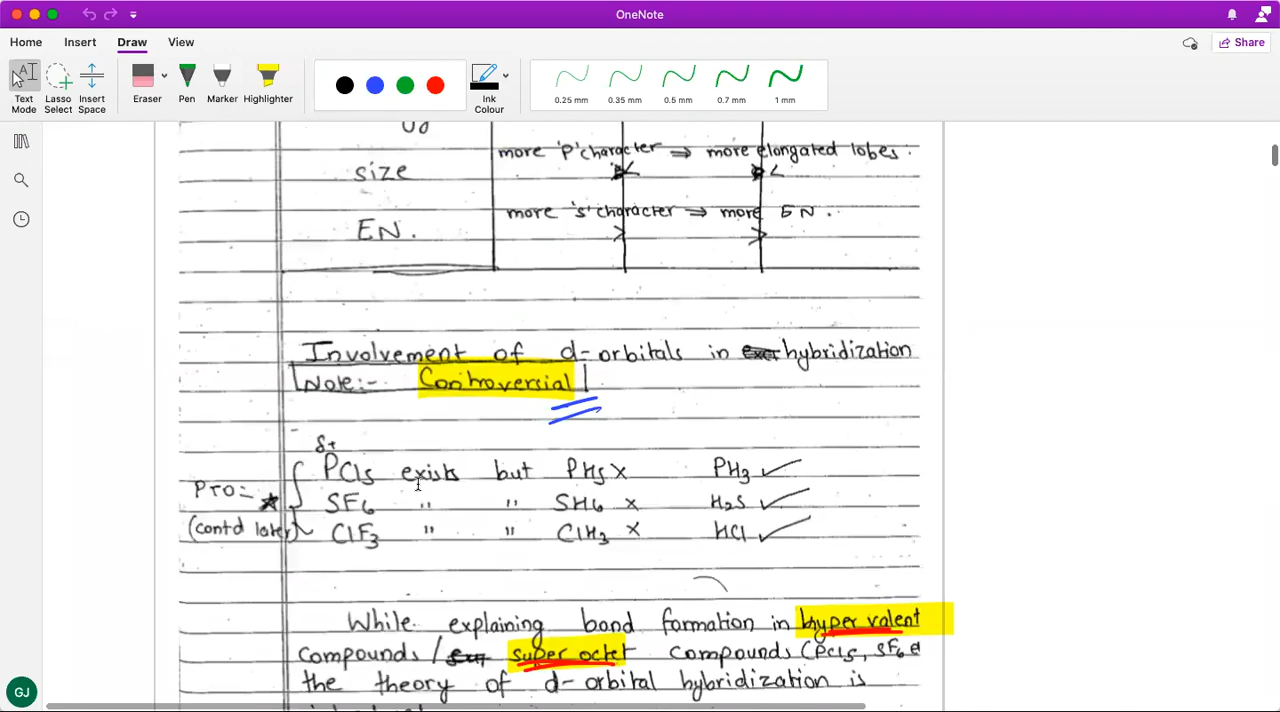 OneNote
Home Insert Draw View
Share
Text Mode
Lasso Select
Insert Space
Eraser
Pen
Marker
Highlighter
Ink Colour
0.25 mm
0.35 mm
0.5 mm
0.7 mm
1 mm
more 'p' character ⇒ more elongated lobes.
size < <
more 's' character ⇒ more EN.
EN. > >
Involvement of d-orbitals in hybridization
Note:- Controversial
δ+
PCl5 exists but PH5 x PH3 ✓
Pro:- ★ SF6 " " SH6 x H2S ✓
(contd later) ClF3 " " ClH3 x HCl ✓
While explaining bond formation in hyper valent
compounds / super octet compounds (PCl5, SF6
the theory of d-orbital hybridization is
GJ